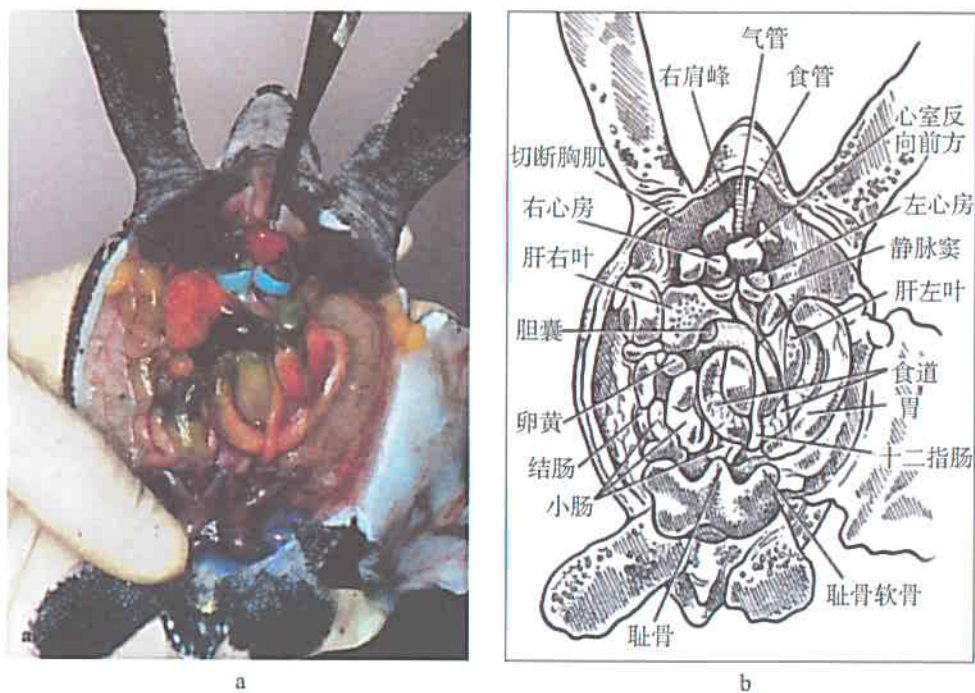 气管
右肩峰
食管
心室反
向前方
切断胸肌
右心房
左心房
静脉窦
肝右叶
肝左叶
胆囊
食道
胃
卵黄
结肠
十二指肠
小肠
耻骨软骨
耻骨
a
a
b